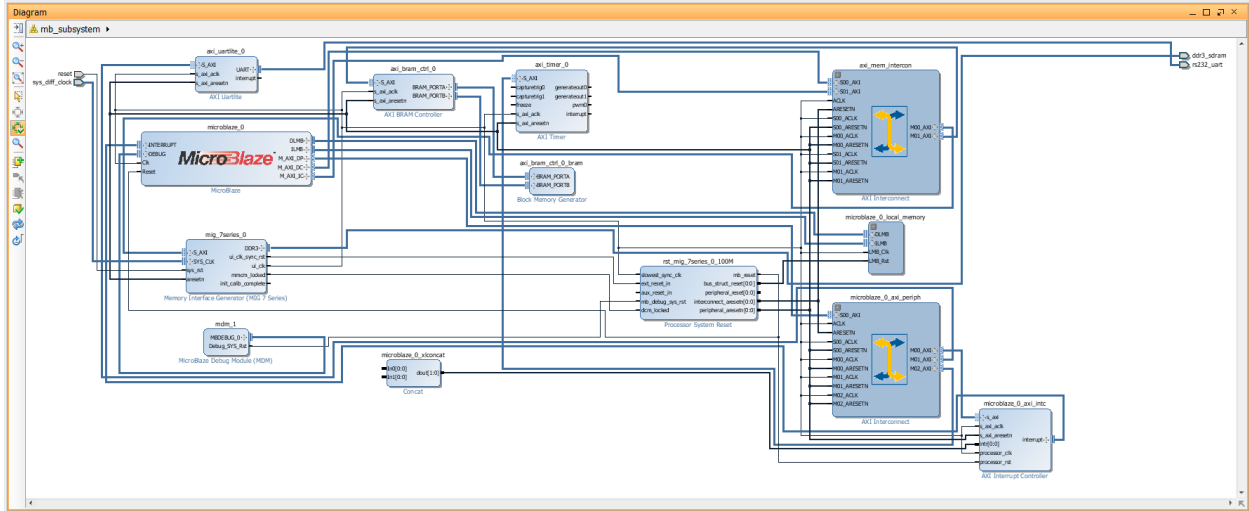 Diagram
mb_subsystem
reset
sys_diff_clock
ddr3_sdram
rs232_uart
axi_uartlite_0
S_AXI
s_axi_aclk
s_axi_aresetn
UART
interrupt
AXI Uartlite
axi_bram_ctrl_0
S_AXI
s_axi_aclk
s_axi_aresetn
BRAM_PORTA
BRAM_PORTB
AXI BRAM Controller
axi_timer_0
S_AXI
capturetrig0
capturetrig1
freeze
s_axi_aclk
s_axi_aresetn
generateout0
generateout1
pwm0
interrupt
AXI Timer
axi_mem_intercon
S00_AXI
S01_AXI
ACLK
ARESETN
S00_ACLK
S00_ARESETN
M00_ACLK
M00_ARESETN
S01_ACLK
S01_ARESETN
M01_ACLK
M01_ARESETN
M00_AXI
M01_AXI
AXI Interconnect
microblaze_0
INTERRUPT
DEBUG
Clk
Reset
MicroBlaze
DLMB
ILMB
M_AXI_DP
M_AXI_DC
M_AXI_IC
MicroBlaze
axi_bram_ctrl_0_bram
BRAM_PORTA
BRAM_PORTB
Block Memory Generator
microblaze_0_local_memory
DLMB
ILMB
LMB_Clk
LMB_Rst
mig_7series_0
S_AXI
SYS_CLK
sys_rst
aresetn
DDR3
ui_clk_sync_rst
ui_clk
mmcm_locked
init_calib_complete
Memory Interface Generator (MIG 7 Series)
rst_mig_7series_0_100M
slowest_sync_clk
ext_reset_in
aux_reset_in
mb_debug_sys_rst
dcm_locked
mb_reset
bus_struct_reset[0:0]
peripheral_reset[0:0]
interconnect_aresetn[0:0]
peripheral_aresetn[0:0]
Processor System Reset
microblaze_0_axi_periph
S00_AXI
ACLK
ARESETN
S00_ACLK
S00_ARESETN
M00_ACLK
M00_ARESETN
M01_ACLK
M01_ARESETN
M02_ACLK
M02_ARESETN
M00_AXI
M01_AXI
M02_AXI
AXI Interconnect
mdm_1
MBDEBUG_0
Debug_SYS_Rst
MicroBlaze Debug Module (MDM)
microblaze_0_xlconcat
In0[0:0]
In1[0:0]
dout[1:0]
Concat
microblaze_0_axi_intc
s_axi
s_axi_aclk
s_axi_aresetn
intr[0:0]
processor_clk
processor_rst
interrupt
AXI Interrupt Controller